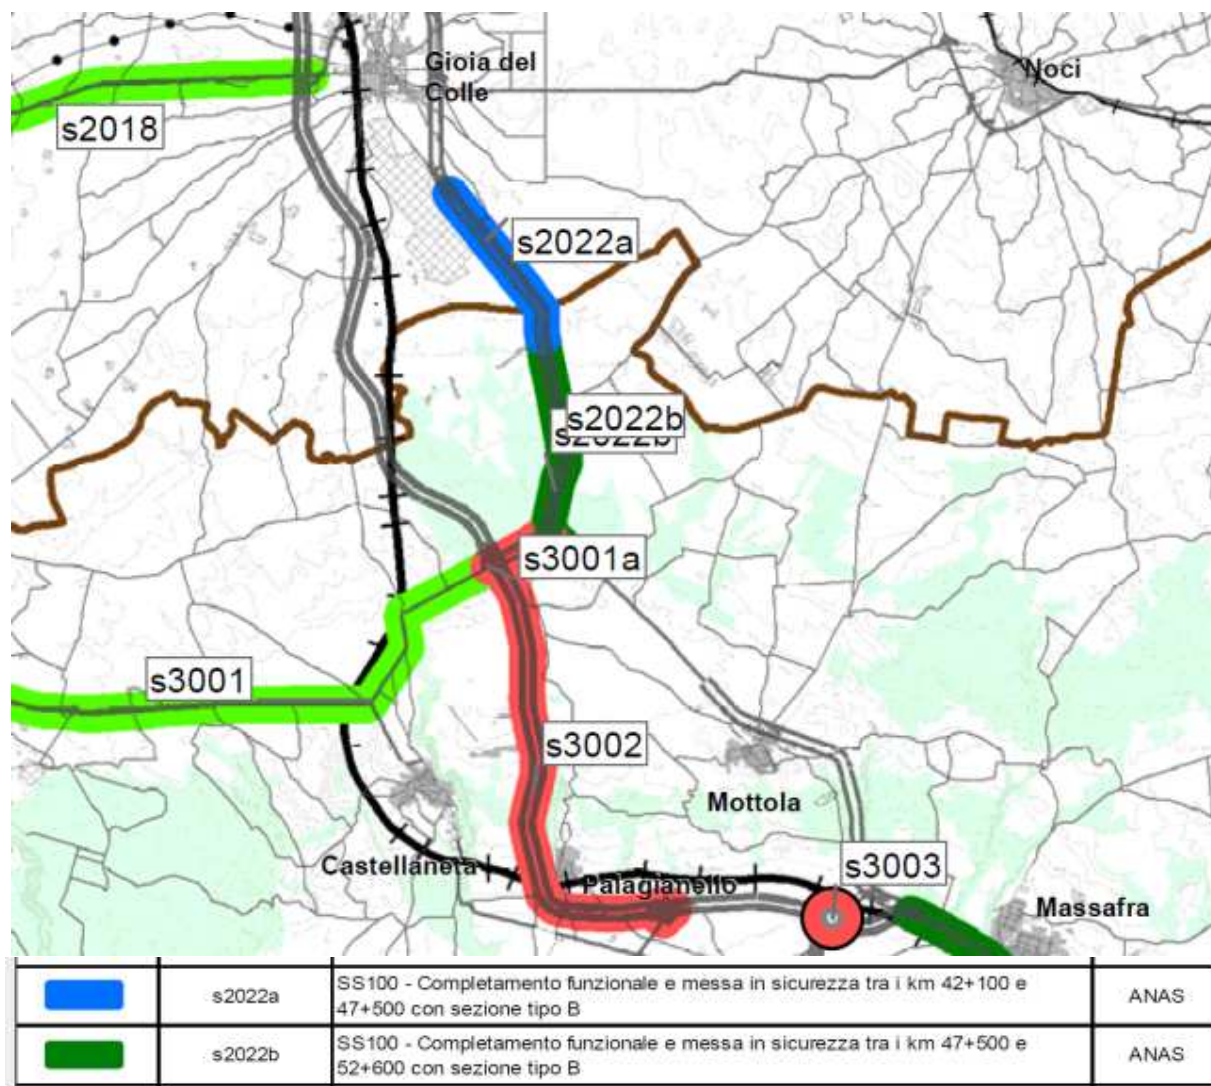 Gioia del
Colle
Noci
s2018
s2022a
s2022b
s2022b
s3001a
s3001
s3002
Mottola
s3003
Castellaneta
Palagianello
Massafra
s2022a
SS100 - Completamento funzionale e messa in sicurezza tra i km 42+100 e
47+500 con sezione tipo B
ANAS
s2022b
SS100 - Completamento funzionale e messa in sicurezza tra i km 47+500 e
52+600 con sezione tipo B
ANAS